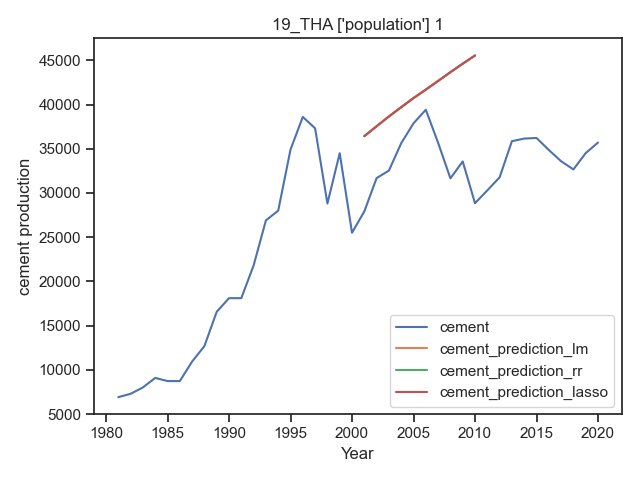 19_THA ['population'] 1
cement production
45000
40000
35000
30000
25000
20000
15000
10000
5000
1980
1985
1990
1995
2000
2005
2010
2015
2020
Year
cement
cement_prediction_lm
cement_prediction_rr
cement_prediction_lasso